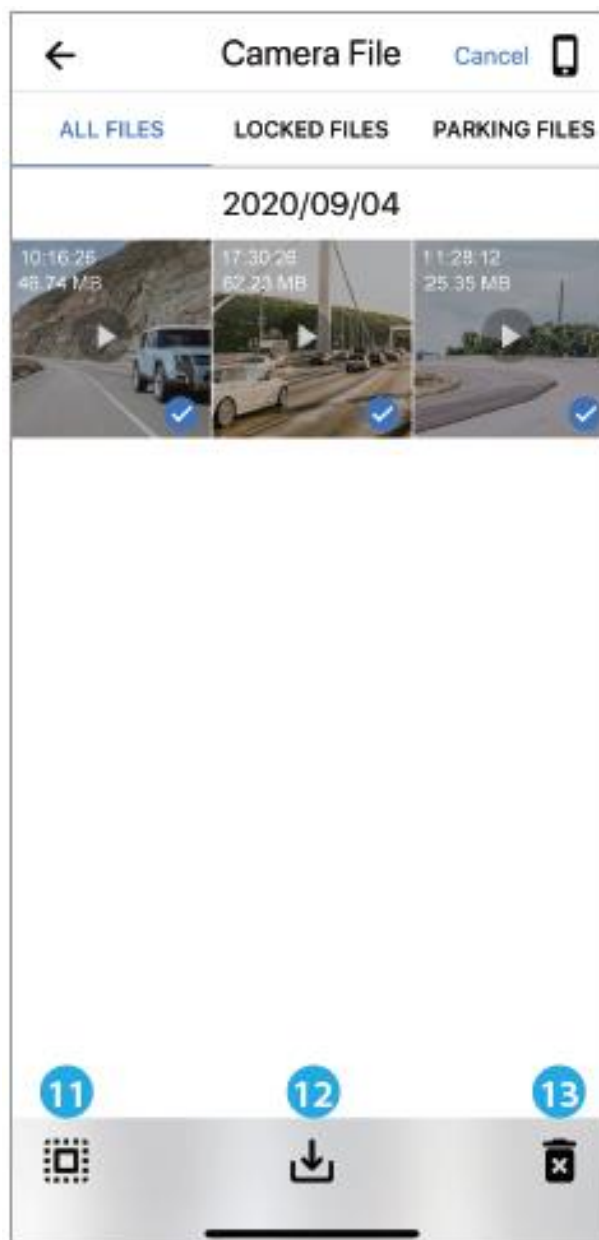 Camera File Cancel
ALL FILES LOCKED FILES PARKING FILES
2020/09/04
10:16:26 17:30:26 11:28:12
46.74 MB 62.23 MB 25.35 MB
11 12 13